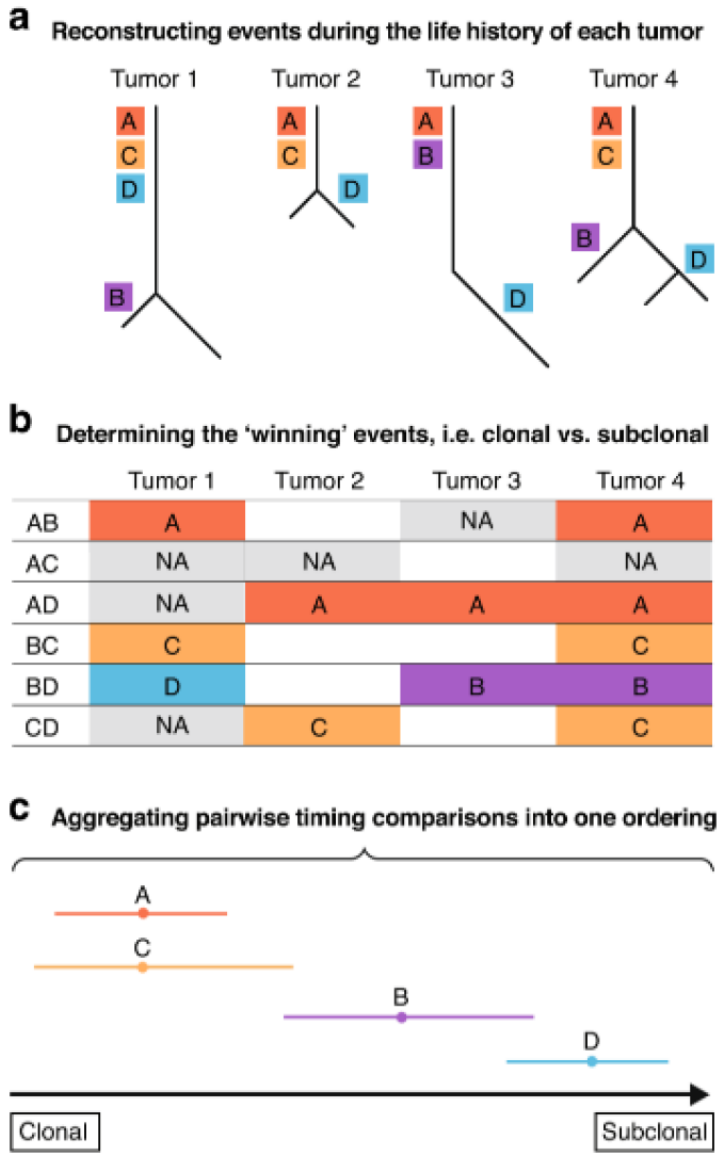 a Reconstructing events during the life history of each tumor
Tumor 1 Tumor 2 Tumor 3 Tumor 4
A A A A
C C B C
D D
B D
B D
b Determining the ‘winning’ events, i.e. clonal vs. subclonal
Tumor 1 Tumor 2 Tumor 3 Tumor 4
AB A NA A
AC NA NA NA
AD NA A A A
BC C C
BD D B B
CD NA C C
c Aggregating pairwise timing comparisons into one ordering
A
C
B
D
Clonal Subclonal